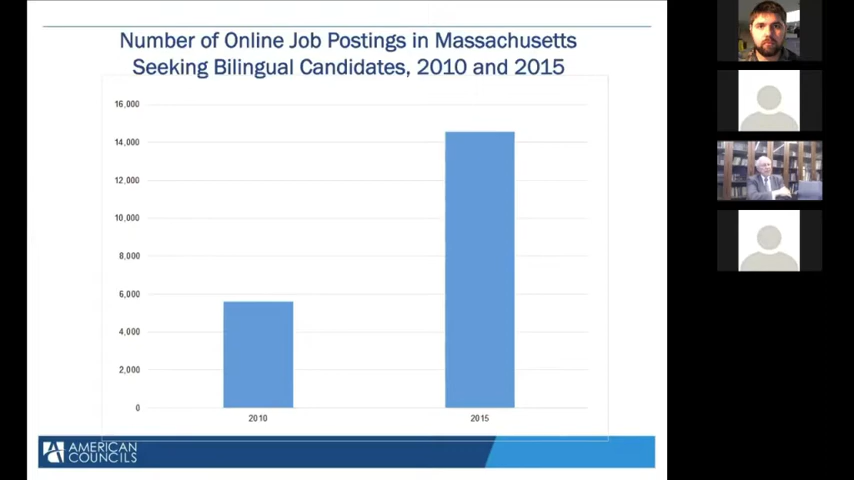 Number of Online Job Postings in Massachusetts
Seeking Bilingual Candidates, 2010 and 2015
16,000
14,000
12,000
10,000
8,000
6,000
4,000
2,000
0
2010
2015
AMERICAN
COUNCILS